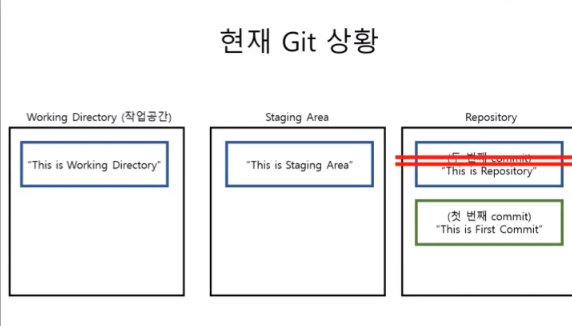 현재 Git 상황
Working Directory (작업공간)
Staging Area
Repository
"This is Working Directory"
"This is Staging Area"
(두 번째 commit)
"This is Repository"
(첫 번째 commit)
"This is First Commit"